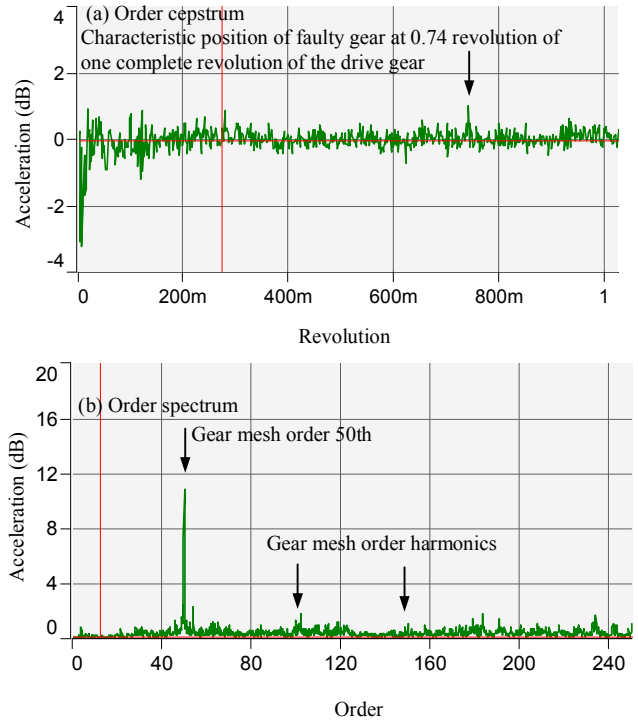 (a) Order cepstrum
Characteristic position of faulty gear at 0.74 revolution of
one complete revolution of the drive gear
Acceleration (dB)
4
2
0
-2
-4
0 200m 400m 600m 800m 1
Revolution
(b) Order spectrum
Gear mesh order 50th
Gear mesh order harmonics
Acceleration (dB)
20
16
12
8
4
0
0 40 80 120 160 200 240
Order